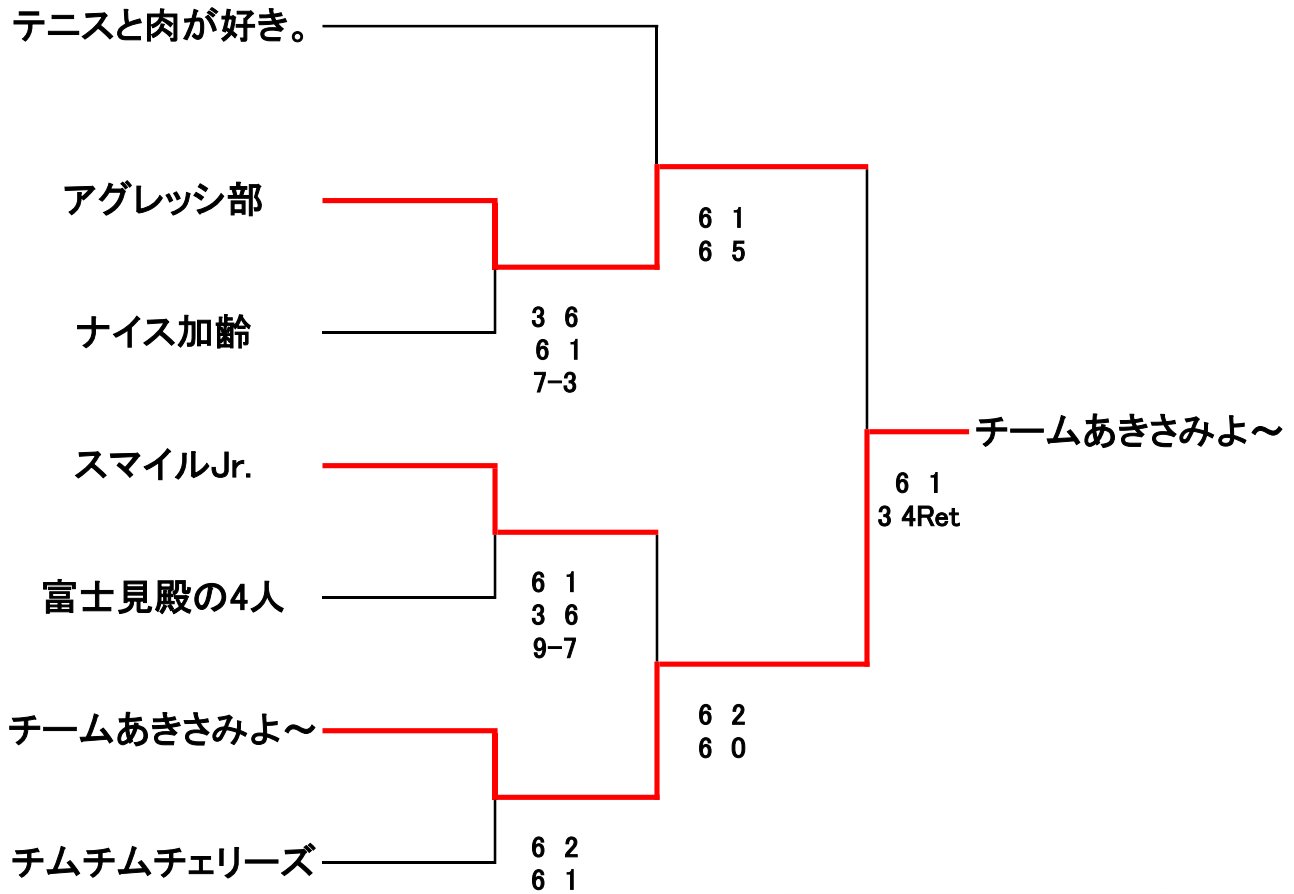 テニスと肉が好き。
アグレッシ部
6 1
6 5
ナイス加齢
3 6
6 1
7-3
チームあきさみよ～
スマイルJr.
6 1
3 4Ret
富士見殿の4人
6 1
3 6
9-7
チームあきさみよ～
6 2
6 0
チムチムチェリーズ
6 2
6 1